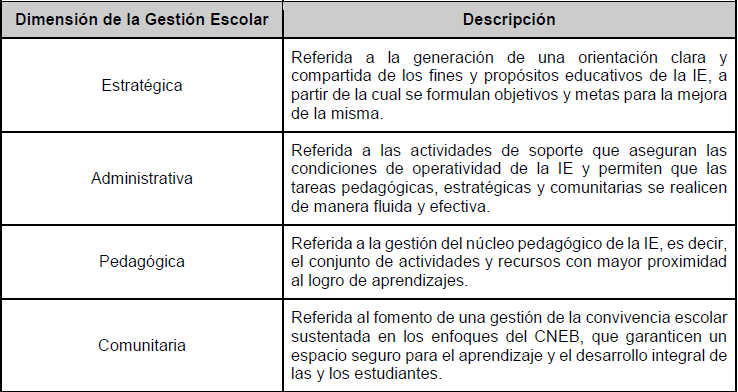 Dimensión de la Gestión Escolar
Descripción
Estratégica
Referida a la generación de una orientación clara y
compartida de los fines y propósitos educativos de la IE, a
partir de la cual se formulan objetivos y metas para la mejora
de la misma.
Administrativa
Referida a las actividades de soporte que aseguran las
condiciones de operatividad de la IE y permiten que las
tareas pedagógicas, estratégicas y comunitarias se realicen
de manera fluida y efectiva.
Pedagógica
Referida a la gestión del núcleo pedagógico de la IE, es decir,
el conjunto de actividades y recursos con mayor proximidad
al logro de aprendizajes.
Comunitaria
Referida al fomento de una gestión de la convivencia escolar
sustentada en los enfoques del CNEB, que garanticen un
espacio seguro para el aprendizaje y el desarrollo integral de
las y los estudiantes.